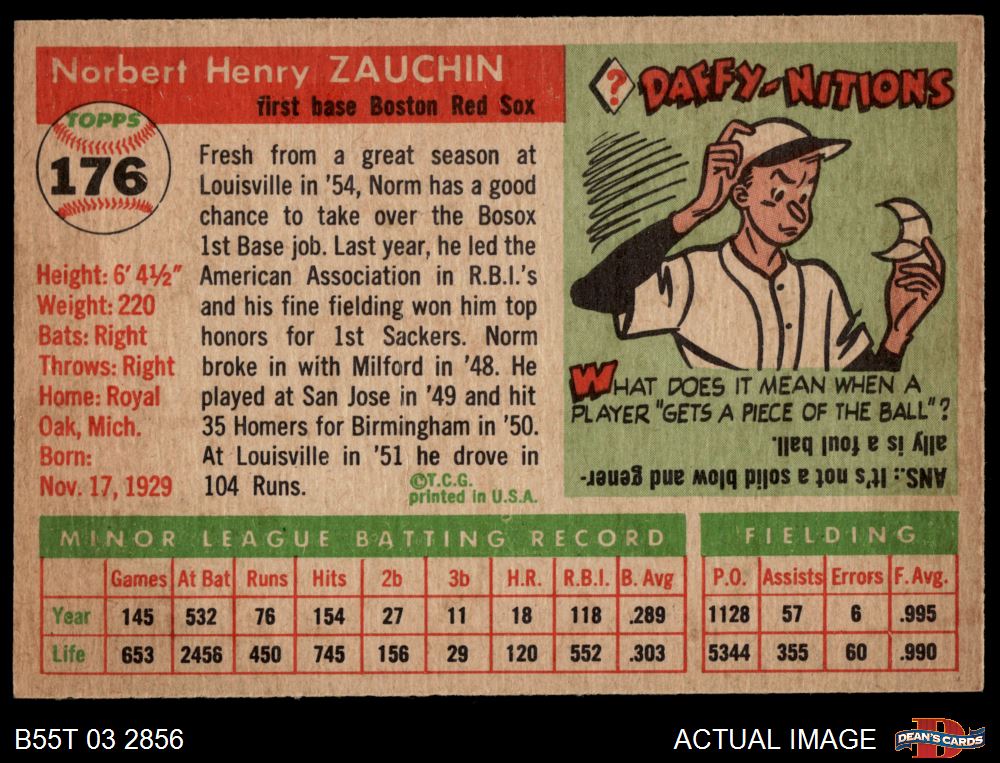 Norbert Henry ZAUCHIN
first base Boston Red Sox
TOPPS
176
Height: 6' 4½"
Weight: 220
Bats: Right
Throws: Right
Home: Royal
Oak, Mich.
Born:
Nov. 17, 1929
Fresh from a great season at
Louisville in '54, Norm has a good
chance to take over the Bosox
1st Base job. Last year, he led the
American Association in R.B.I.'s
and his fine fielding won him top
honors for 1st Sackers. Norm
broke in with Milford in '48. He
played at San Jose in '49 and hit
35 Homers for Birmingham in '50.
At Louisville in '51 he drove in
104 Runs.
©T.C.G.
printed in U.S.A.
? DAFFY-NITIONS
WHAT DOES IT MEAN WHEN A
PLAYER "GETS A PIECE OF THE BALL"?
ANS.: It's not a solid blow and gener-
ally is a foul ball.
MINOR LEAGUE BATTING RECORD
Games At Bat Runs Hits 2b 3b H.R. R.B.I. B. Avg
Year 145 532 76 154 27 11 18 118 .289
Life 653 2456 450 745 156 29 120 552 .303
FIELDING
P.O. Assists Errors F. Avg.
1128 57 6 .995
5344 355 60 .990
B55T 03 2856
ACTUAL IMAGE
DEAN'S CARDS